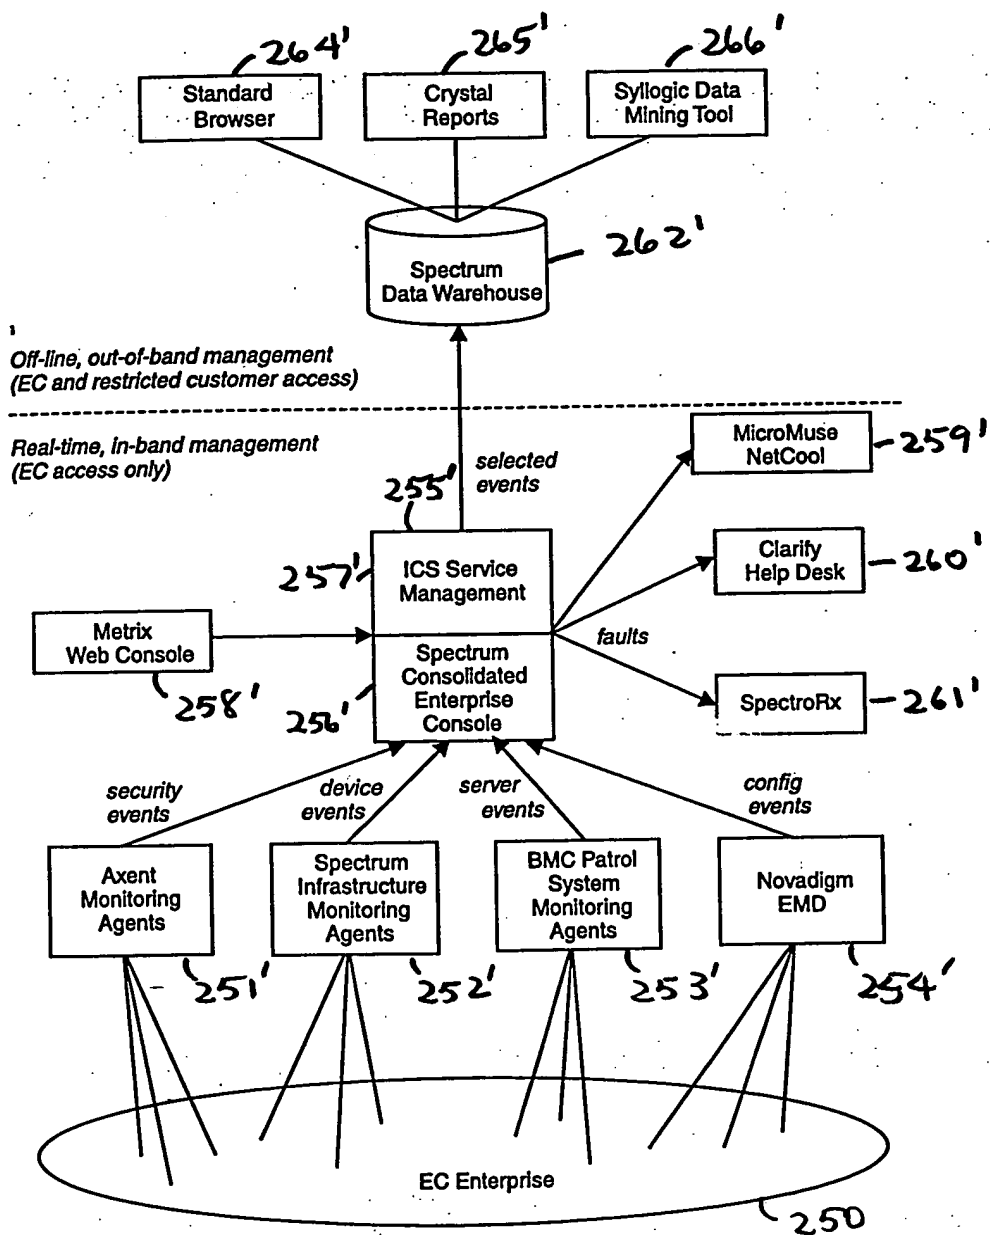 264' 265' 266'
Standard
Browser
Crystal
Reports
Syllogic Data
Mining Tool
262'
Spectrum
Data Warehouse
Off-line, out-of-band management
(EC and restricted customer access)
Real-time, in-band management
(EC access only)
selected
events
MicroMuse
NetCool
259'
255'
257'
ICS Service
Management
Clarify
Help Desk
260'
Metrix
Web Console
258'
faults
Spectrum
Consolidated
Enterprise
Console
256'
SpectroRx
261'
security
events
device
events
server
events
config
events
Axent
Monitoring
Agents
251'
Spectrum
Infrastructure
Monitoring
Agents
252'
BMC Patrol
System
Monitoring
Agents
253'
Novadigm
EMD
254'
EC Enterprise
250